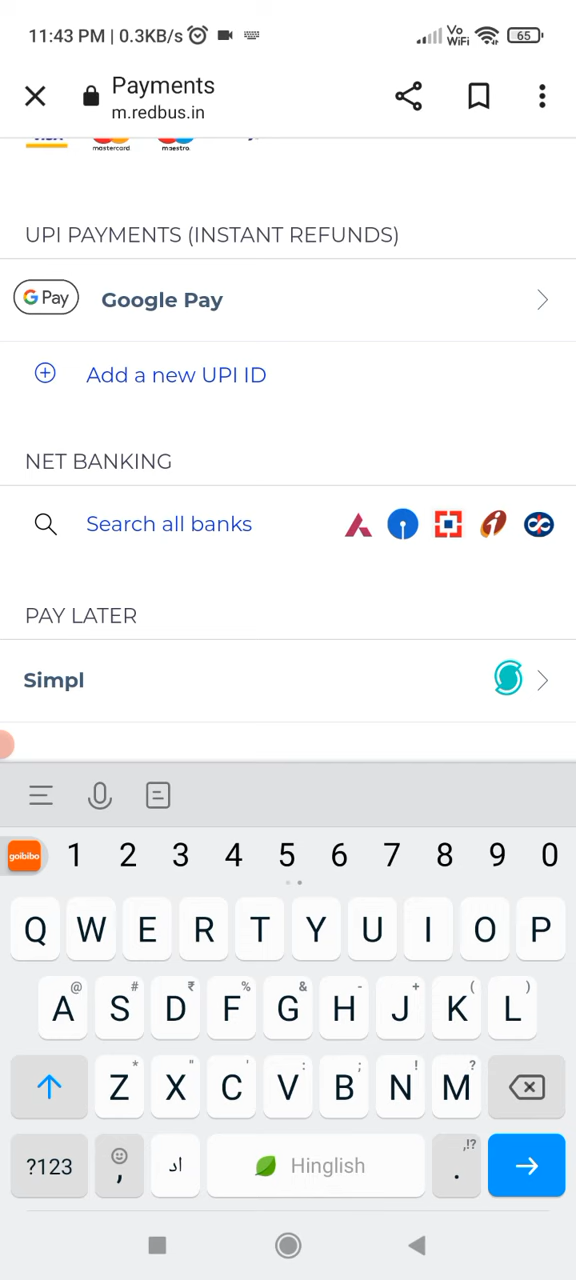 11:43 PM | 0.3KB/s
Vo WiFi
65
Payments
m.redbus.in
mastercard
maestro
UPI PAYMENTS (INSTANT REFUNDS)
G Pay
Google Pay
Add a new UPI ID
NET BANKING
Search all banks
PAY LATER
Simpl
goibibo
1 2 3 4 5 6 7 8 9 0
Q W E R T Y U I O P
@ # ₹ % & - + ( )
A S D F G H J K L
* " ' : ; ! ?
Z X C V B N M
?123 , اد Hinglish . ,!?